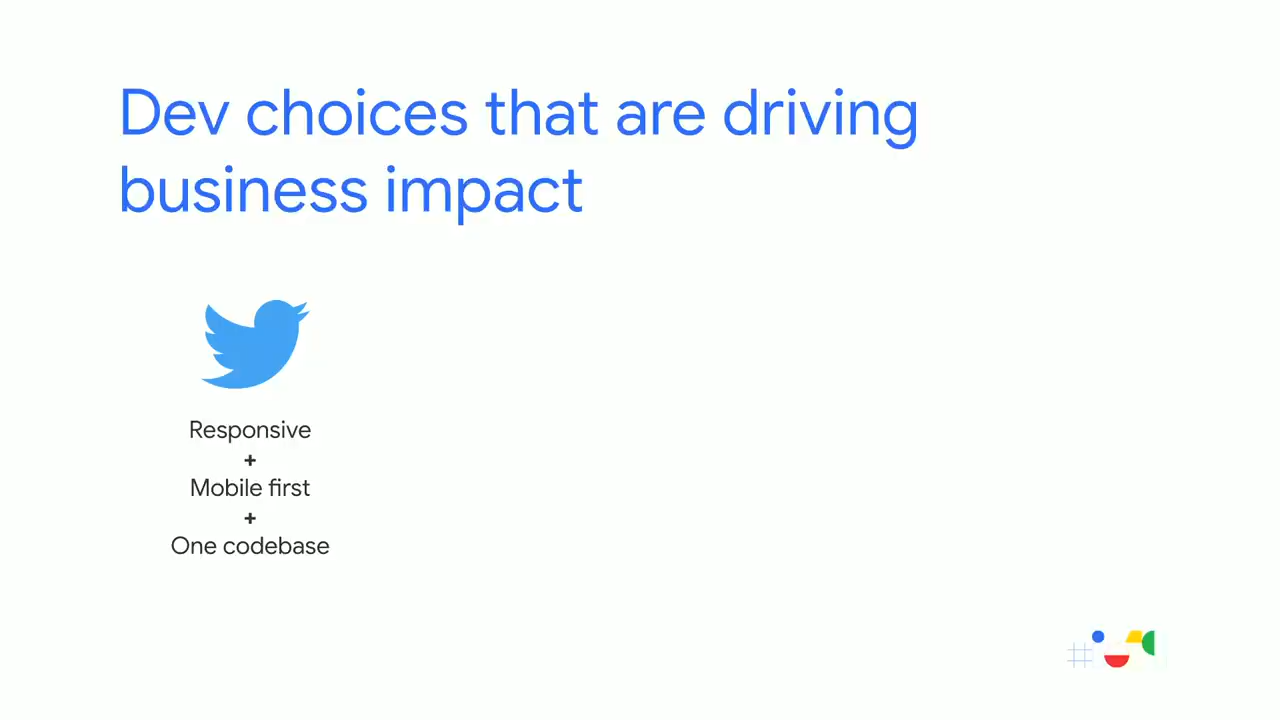 Dev choices that are driving
business impact
Responsive
+
Mobile first
+
One codebase